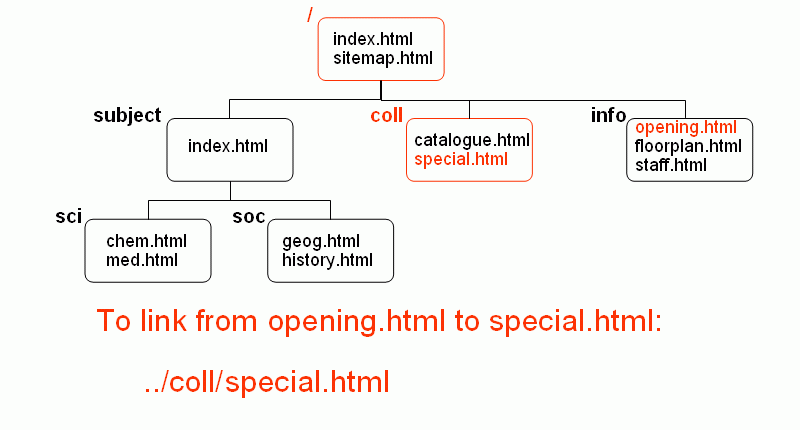 /
index.html
sitemap.html
subject
index.html
coll
catalogue.html
special.html
info
opening.html
floorplan.html
staff.html
sci
chem.html
med.html
soc
geog.html
history.html
To link from opening.html to special.html:
../coll/special.html